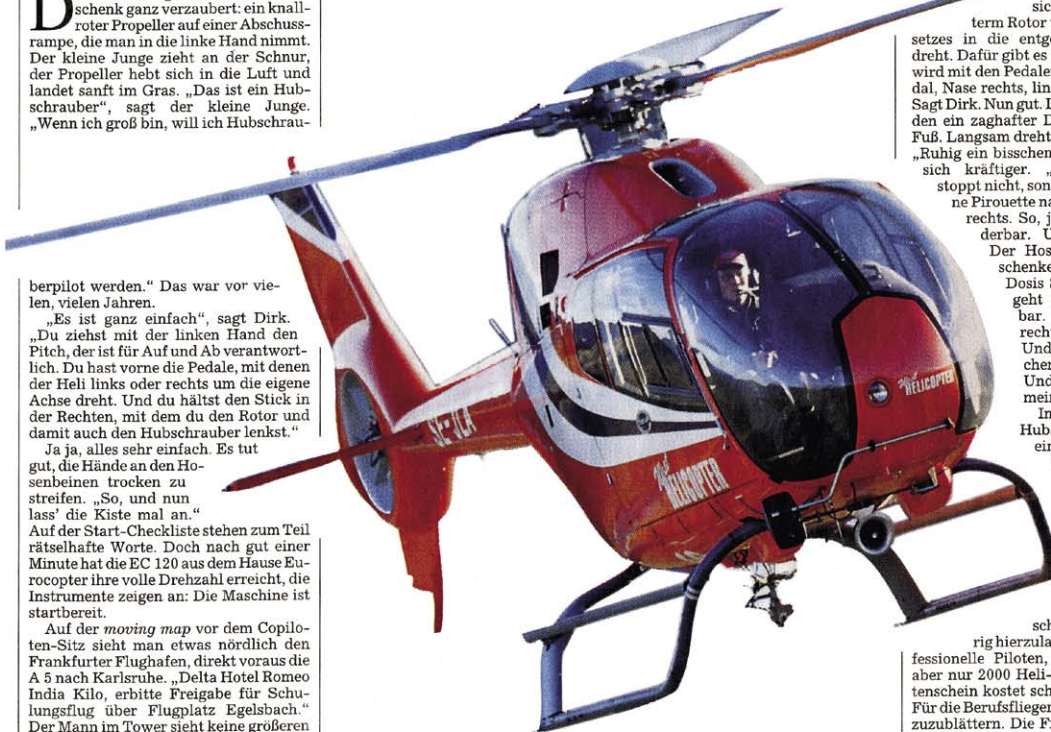 schenk ganz verzaubert: ein knall-
roter Propeller auf einer Abschuss-
rampe, die man in die linke Hand nimmt.
Der kleine Junge zieht an der Schnur,
der Propeller hebt sich in die Luft und
landet sanft im Gras. „Das ist ein Hub-
schrauber“, sagt der kleine Junge.
„Wenn ich groß bin, will ich Hubschrau-
berpilot werden.“ Das war vor vie-
len, vielen Jahren.
„Es ist ganz einfach“, sagt Dirk.
„Du ziehst mit der linken Hand den
Pitch, der ist für Auf und Ab verantwort-
lich. Du hast vorne die Pedale, mit denen
der Heli links oder rechts um die eigene
Achse dreht. Und du hältst den Stick in
der Rechten, mit dem du den Rotor und
damit auch den Hubschrauber lenkst.“
Ja ja, alles sehr einfach. Es tut
gut, die Hände an den Ho-
senbeinen trocken zu
streifen. „So, und nun
lass’ die Kiste mal an.“
Auf der Start-Checkliste stehen zum Teil
rätselhafte Worte. Doch nach gut einer
Minute hat die EC 120 aus dem Hause Eu-
rocopter ihre volle Drehzahl erreicht, die
Instrumente zeigen an: Die Maschine ist
startbereit.
Auf der moving map vor dem Copilo-
ten-Sitz sieht man etwas nördlich den
Frankfurter Flughafen, direkt voraus die
A 5 nach Karlsruhe. „Delta Hotel Romeo
India Kilo, erbitte Freigabe für Schu-
lungsflug über Flugplatz Egelsbach.“
Der Mann im Tower sieht keine größeren
SE-JLA
HELICOPTER
HELICOPTER
sic
term Rotor
setzes in die entg
dreht. Dafür gibt es
wird mit den Pedale
dal, Nase rechts, lin
Sagt Dirk. Nun gut. I
den ein zaghafter D
Fuß. Langsam dreht
„Ruhig ein bisschen
sich kräftiger. „
stoppt nicht, son
ne Pirouette na
rechts. So, j
derbar. U
Der Hos
schenke
Dosis S
geht
bar.
rech
Und
chen
Und
mein
In
Hub
ein
sch
rig hierzula
fessionelle Piloten,
aber nur 2000 Heli-
tenschein kostet sch
Für die Berufsflieger
zuzublättern. Die F